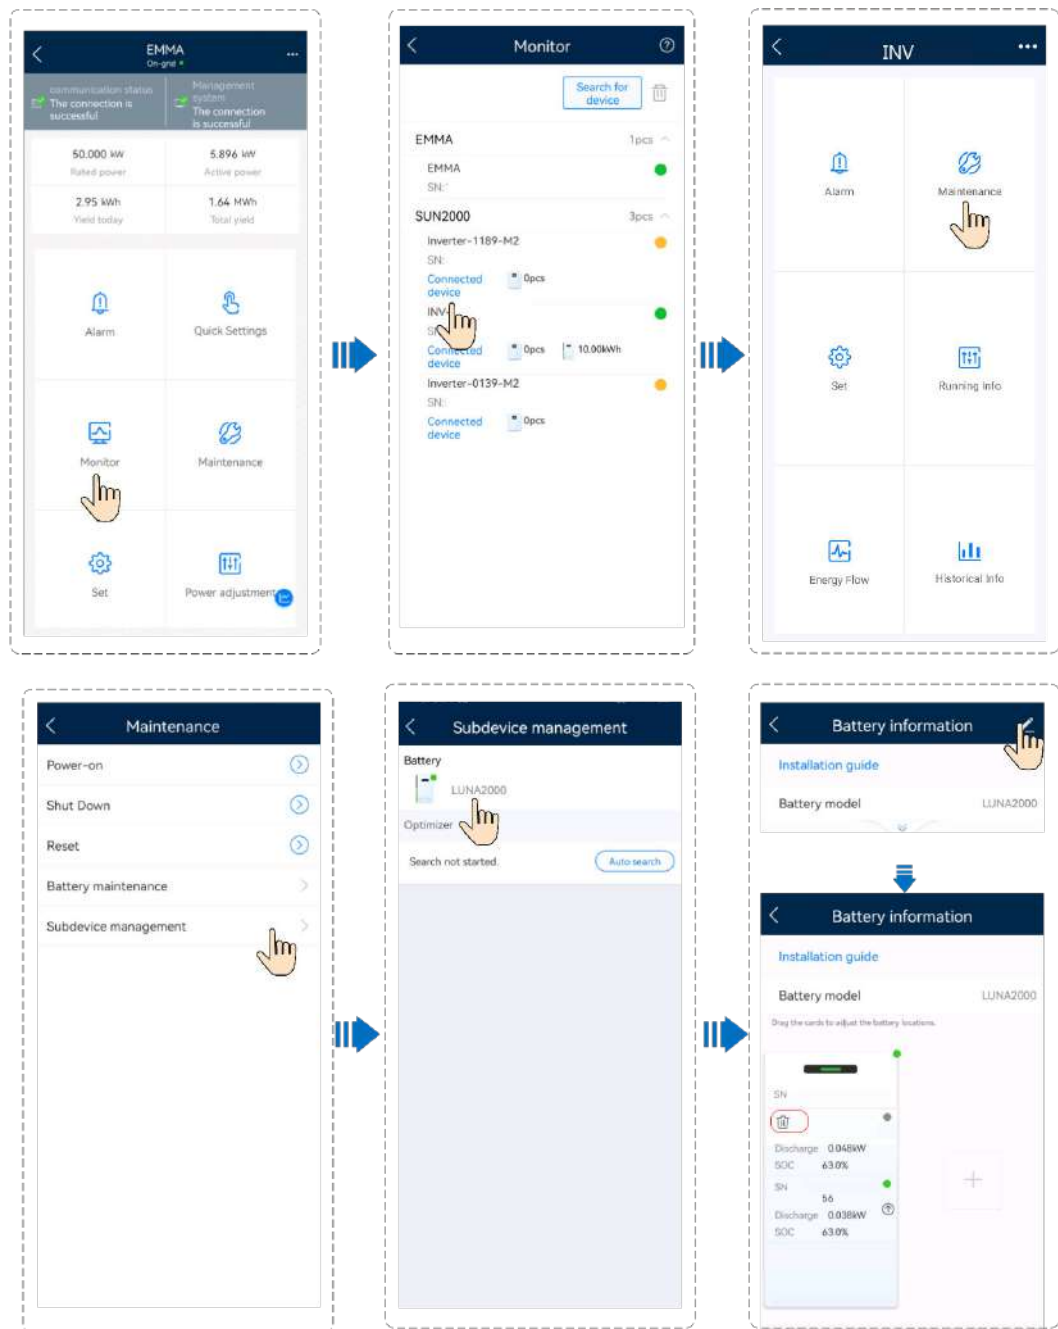 EMMA
On-grid
communication status
The connection is
successful
Management
system
The connection
is successful
50.000 kW
Rated power
5.896 kW
Active power
2.95 kWh
Yield today
1.64 MWh
Total yield
Alarm
Quick Settings
Monitor
Maintenance
Set
Power adjustment
Monitor
Search for
device
EMMA
1pcs
EMMA
SN:
SUN2000
3pcs
Inverter-1189-M2
SN:
Connected
device
0pcs
INV-
Connected
device
0pcs
10.00kWh
Inverter-0139-M2
SN:
Connected
device
0pcs
INV
Alarm
Maintenance
Set
Running Info
Energy Flow
Historical Info
Maintenance
Power-on
Shut Down
Reset
Battery maintenance
Subdevice management
Subdevice management
Battery
LUNA2000
Optimizer
Search not started.
Auto search
Battery information
Installation guide
Battery model
LUNA2000
Battery information
Installation guide
Battery model
LUNA2000
Drag the cards to adjust the battery locations.
SN
Discharge 0.048kW
SOC 63.0%
SN
56
Discharge 0.038kW
SOC 63.0%